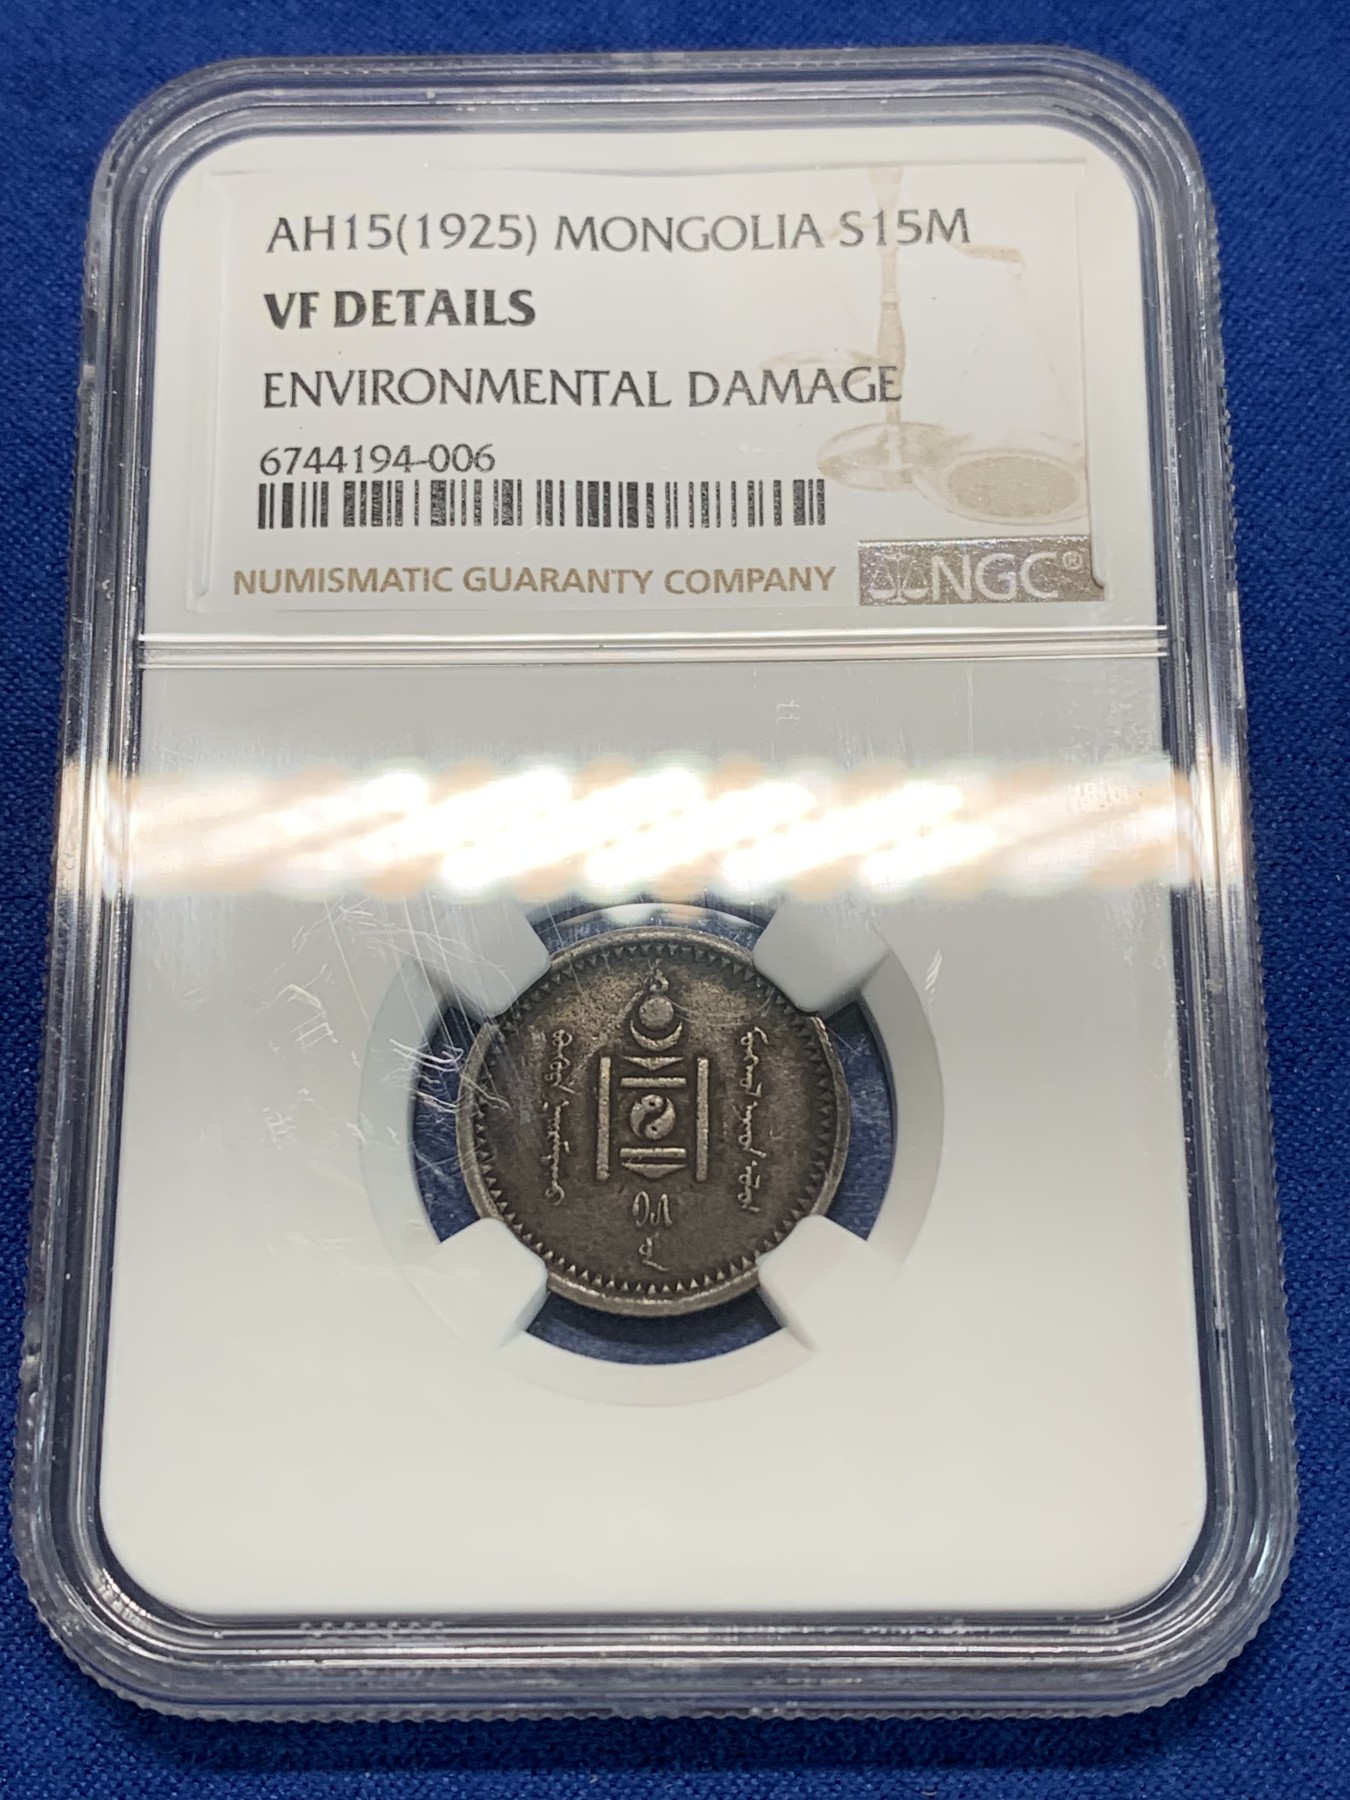 AH15(1925) MONGOLIA S15M
VF DETAILS
ENVIRONMENTAL DAMAGE
6744194-006
NUMISMATIC GUARANTY COMPANY
NGC®